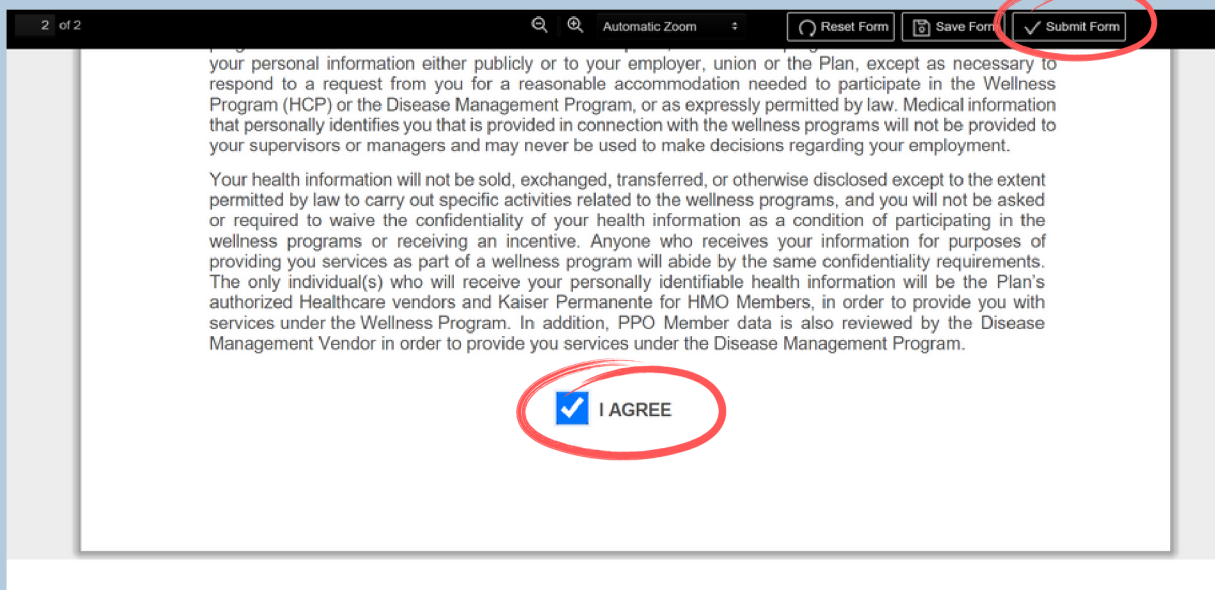 2 of 2
Automatic Zoom
Reset Form
Save Form
Submit Form
your personal information either publicly or to your employer, union or the Plan, except as necessary to
respond to a request from you for a reasonable accommodation needed to participate in the Wellness
Program (HCP) or the Disease Management Program, or as expressly permitted by law. Medical information
that personally identifies you that is provided in connection with the wellness programs will not be provided to
your supervisors or managers and may never be used to make decisions regarding your employment.
Your health information will not be sold, exchanged, transferred, or otherwise disclosed except to the extent
permitted by law to carry out specific activities related to the wellness programs, and you will not be asked
or required to waive the confidentiality of your health information as a condition of participating in the
wellness programs or receiving an incentive. Anyone who receives your information for purposes of
providing you services as part of a wellness program will abide by the same confidentiality requirements.
The only individual(s) who will receive your personally identifiable health information will be the Plan's
authorized Healthcare vendors and Kaiser Permanente for HMO Members, in order to provide you with
services under the Wellness Program. In addition, PPO Member data is also reviewed by the Disease
Management Vendor in order to provide you services under the Disease Management Program.
I AGREE